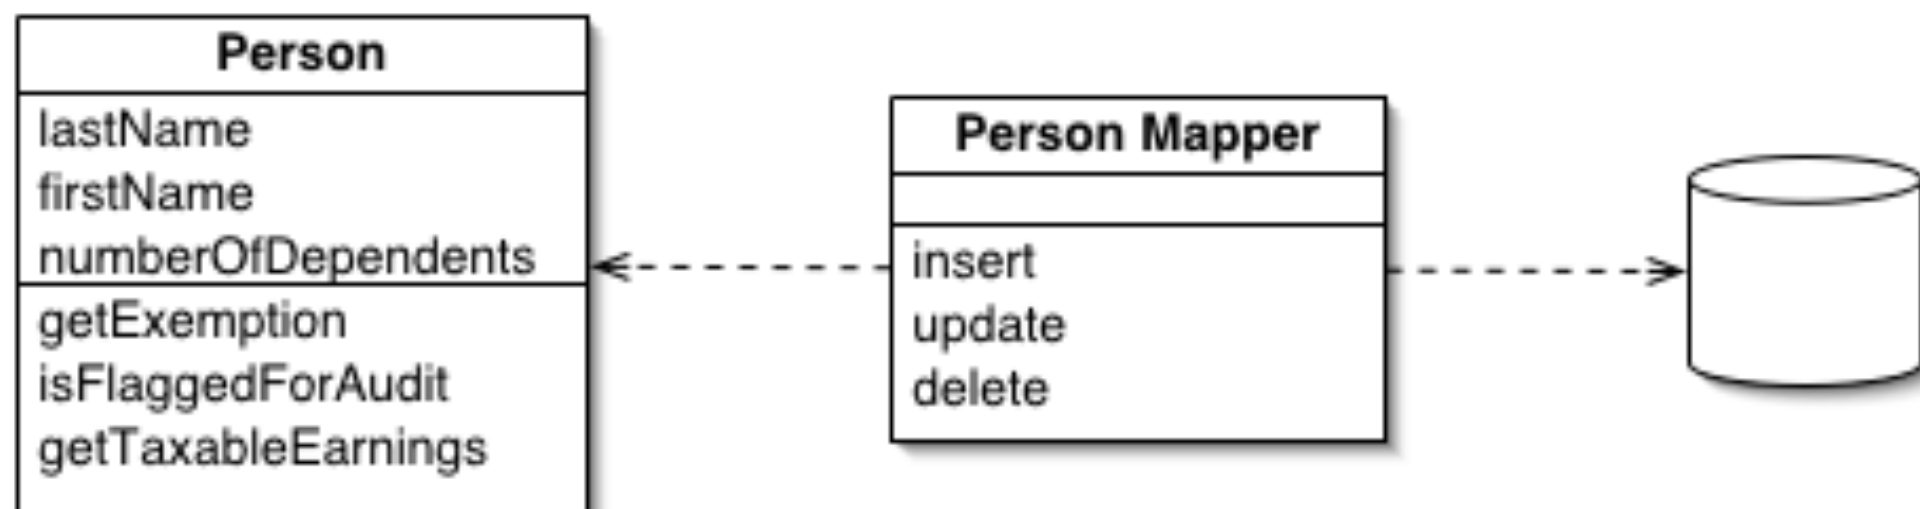 Person
lastName
firstName
numberOfDependents
getExemption
isFlaggedForAudit
getTaxableEarnings
Person Mapper
insert
update
delete